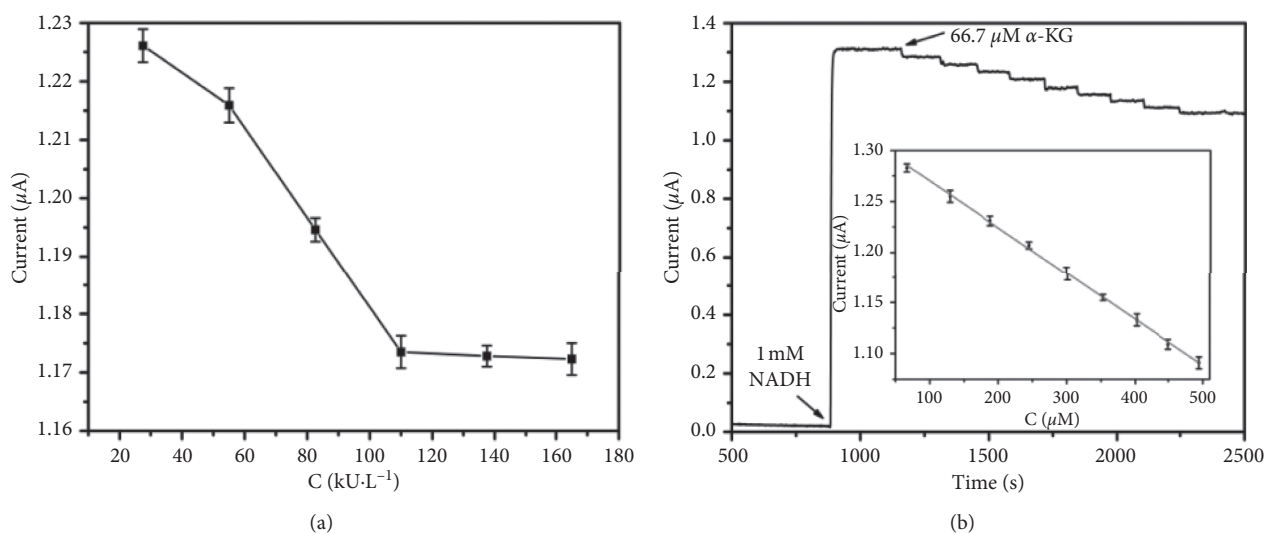 1.23
1.22
1.21
1.20
1.19
1.18
1.17
1.16
Current (μA)
20 40 60 80 100 120 140 160 180
C (kU·L⁻¹)
(a)
1.4
1.2
1.0
0.8
0.6
0.4
0.2
0.0
Current (μA)
66.7 μM α-KG
1 mM
NADH
1.30
1.25
1.20
1.15
1.10
Current (μA)
100 200 300 400 500
C (μM)
500 1000 1500 2000 2500
Time (s)
(b)